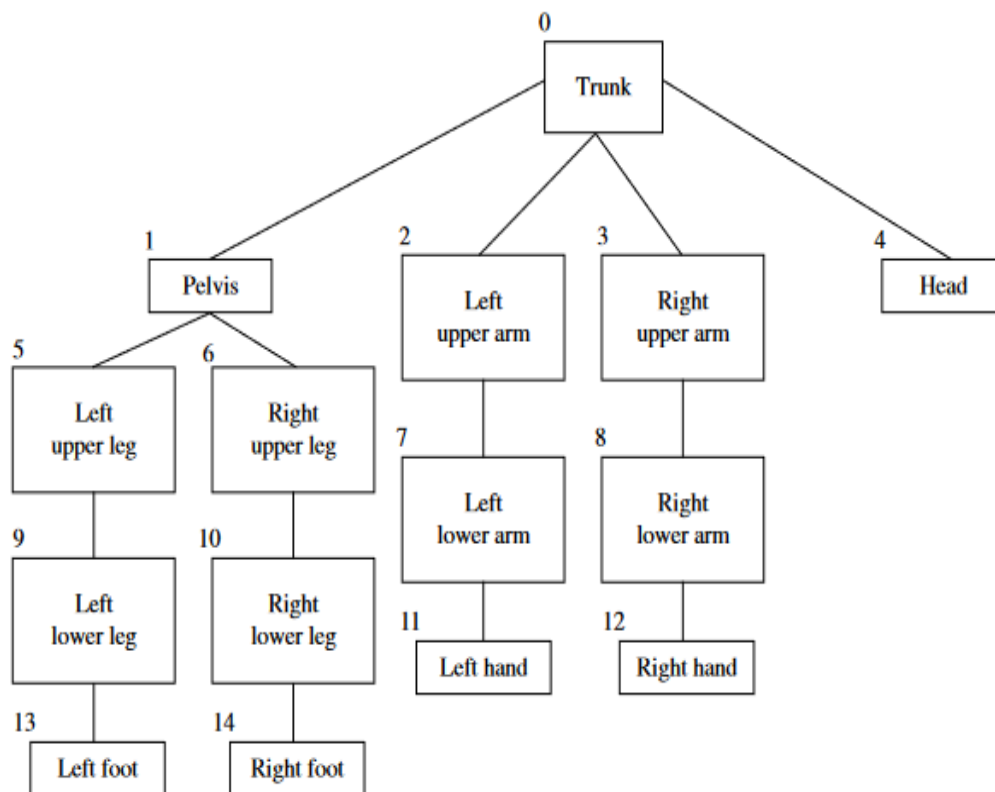 0
Trunk
1
2
3
4
Pelvis
Left
upper arm
Right
upper arm
Head
5
6
Left
upper leg
Right
upper leg
7
8
Left
lower arm
Right
lower arm
9
10
Left
lower leg
Right
lower leg
11
12
Left hand
Right hand
13
14
Left foot
Right foot